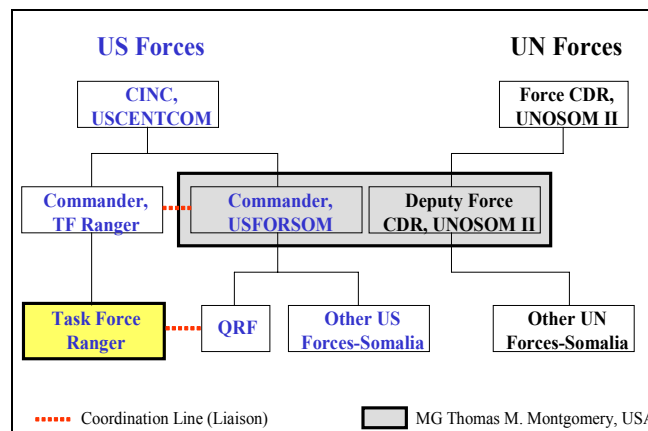 US Forces
UN Forces
CINC,
USCENTCOM
Force CDR,
UNOSOM II
Commander,
TF Ranger
Commander,
USFORSOM
Deputy Force
CDR, UNOSOM II
Task Force
Ranger
QRF
Other US
Forces-Somalia
Other UN
Forces-Somalia
Coordination Line (Liaison)
MG Thomas M. Montgomery, USA